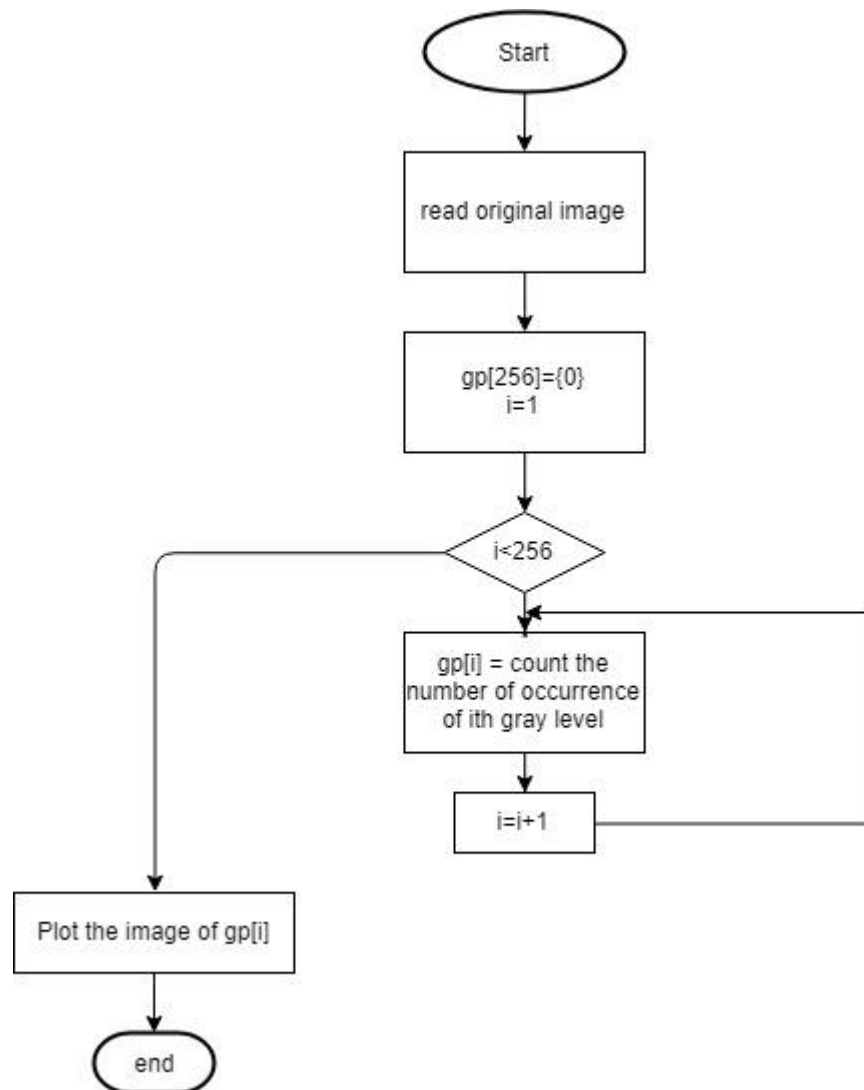 Start
read original image
gp[256]={0}
i=1
i<256
gp[i] = count the
number of occurrence
of ith gray level
i=i+1
Plot the image of gp[i]
end